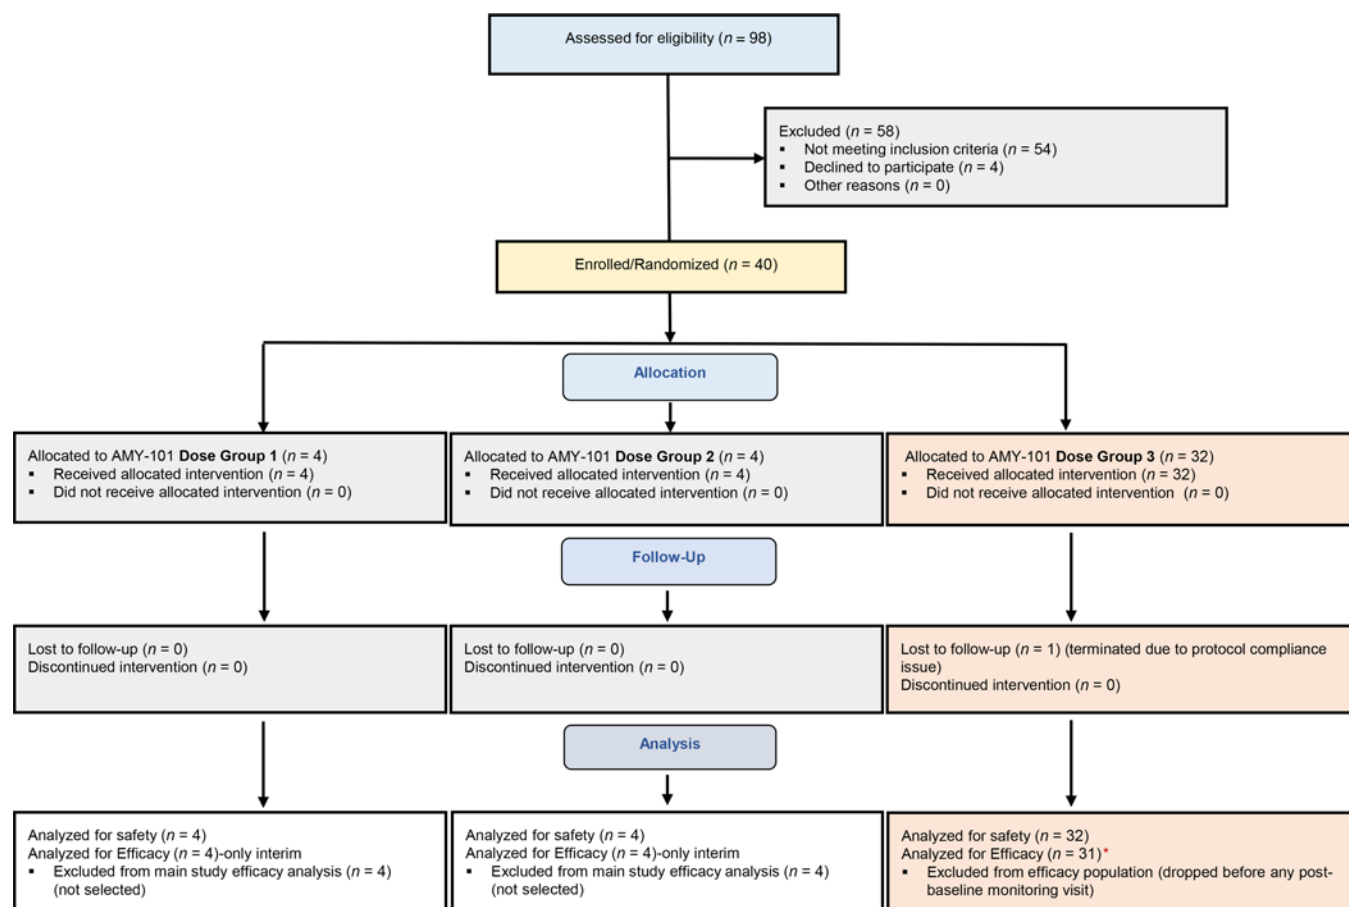 Assessed for eligibility (n = 98)
Excluded (n = 58)
▪ Not meeting inclusion criteria (n = 54)
▪ Declined to participate (n = 4)
▪ Other reasons (n = 0)
Enrolled/Randomized (n = 40)
Allocation
Allocated to AMY-101 Dose Group 1 (n = 4)
▪ Received allocated intervention (n = 4)
▪ Did not receive allocated intervention (n = 0)
Allocated to AMY-101 Dose Group 2 (n = 4)
▪ Received allocated intervention (n = 4)
▪ Did not receive allocated intervention (n = 0)
Allocated to AMY-101 Dose Group 3 (n = 32)
▪ Received allocated intervention (n = 32)
▪ Did not receive allocated intervention (n = 0)
Follow-Up
Lost to follow-up (n = 0)
Discontinued intervention (n = 0)
Lost to follow-up (n = 0)
Discontinued intervention (n = 0)
Lost to follow-up (n = 1) (terminated due to protocol compliance
issue)
Discontinued intervention (n = 0)
Analysis
Analyzed for safety (n = 4)
Analyzed for Efficacy (n = 4)-only interim
▪ Excluded from main study efficacy analysis (n = 4)
(not selected)
Analyzed for safety (n = 4)
Analyzed for Efficacy (n = 4)-only interim
▪ Excluded from main study efficacy analysis (n = 4)
(not selected)
Analyzed for safety (n = 32)
Analyzed for Efficacy (n = 31)*
▪ Excluded from efficacy population (dropped before any post-
baseline monitoring visit)